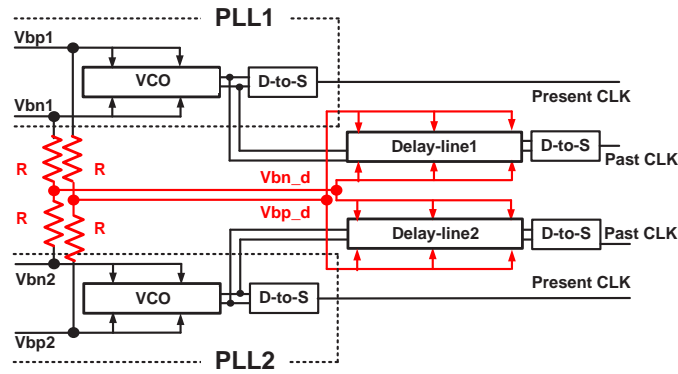 PLL1
Vbp1
VCO
D-to-S
Vbn1
Present CLK
Delay-line1
D-to-S
Past CLK
R
R
Vbn_d
Vbp_d
R
R
Delay-line2
D-to-S
Past CLK
Vbn2
VCO
D-to-S
Present CLK
Vbp2
PLL2